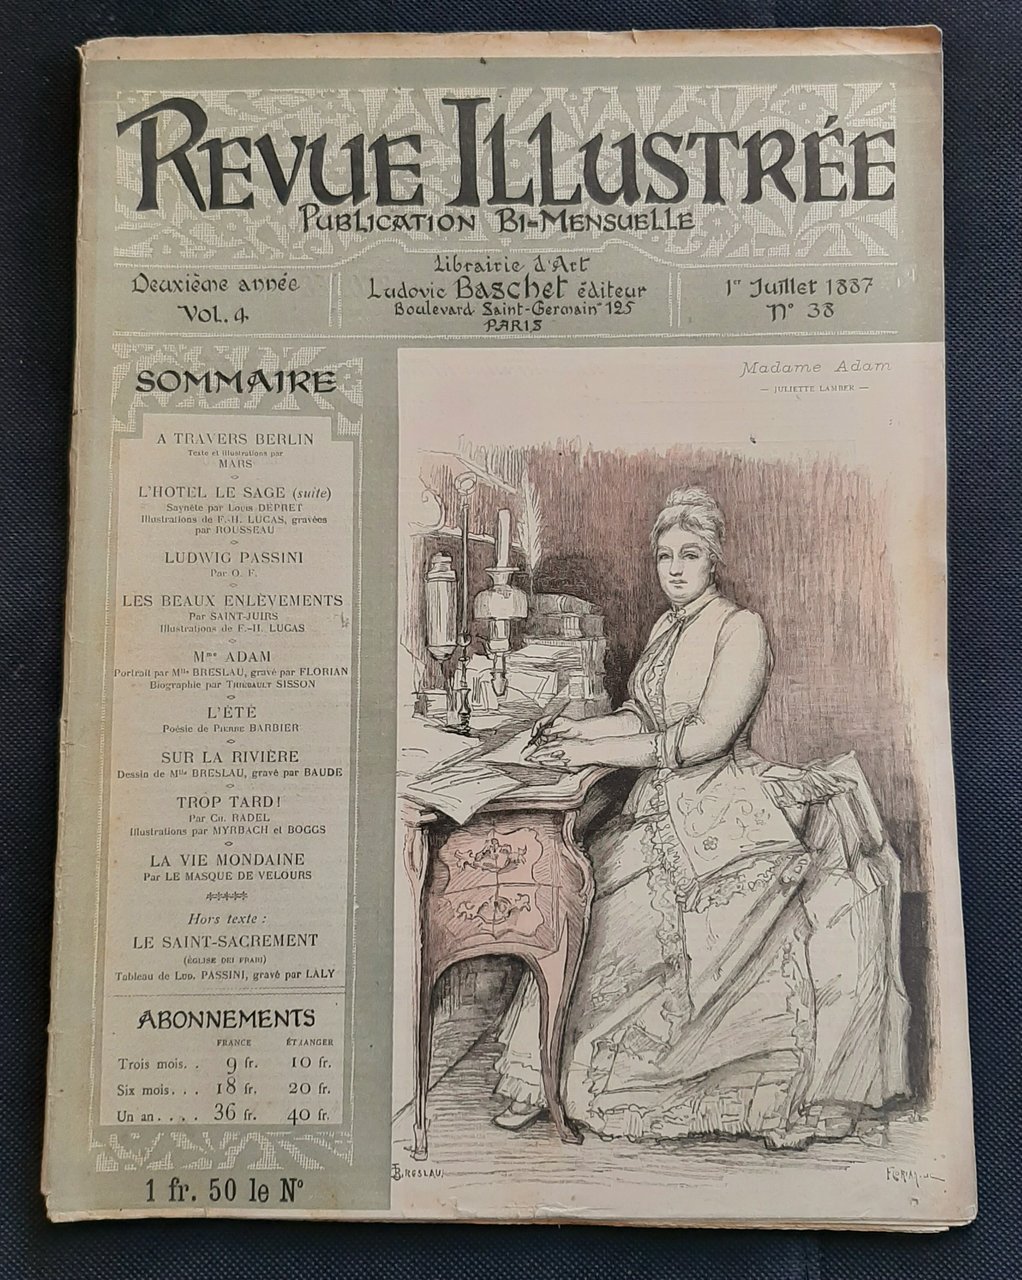 REVUE ILLUSTRÉE
PUBLICATION BI-MENSUELLE
Deuxième année
Vol. 4
Librairie d'Art
Ludovic Baschet éditeur
Boulevard Saint-Germain 125
PARIS
1er Juillet 1887
N° 38
SOMMAIRE
A TRAVERS BERLIN
Texte et illustrations par
MARS
L'HOTEL LE SAGE (suite)
Saynète par Louis DÉPRET
Illustrations de F.-H. LUCAS, gravées
par ROUSSEAU
LUDWIG PASSINI
Par O. F.
LES BEAUX ENLÈVEMENTS
Par SAINT-JUIRS
Illustrations de F.-H. LUCAS
Mme ADAM
Portrait par Mlle BRESLAU, gravé par FLORIAN
Biographie par THIÉBAULT SISSON
L'ÉTÉ
Poésie de PIERRE BARBIER
SUR LA RIVIÈRE
Dessin de Mlle BRESLAU, gravé par BAUDE
TROP TARD!
Par CH. RADEL
Illustrations par MYRBACH et BOGGS
LA VIE MONDAINE
Par LE MASQUE DE VELOURS
Hors texte :
LE SAINT-SACREMENT
(ÉGLISE DEI FRARI)
Tableau de LUD. PASSINI, gravé par LALY
ABONNEMENTS
FRANCE ÉTRANGER
Trois mois. . 9 fr. 10 fr.
Six mois. . . 18 fr. 20 fr.
Un an. . . . 36 fr. 40 fr.
1 fr. 50 le N°
Madame Adam
— JULIETTE LAMBER —
BRESLAU
FLORIAN